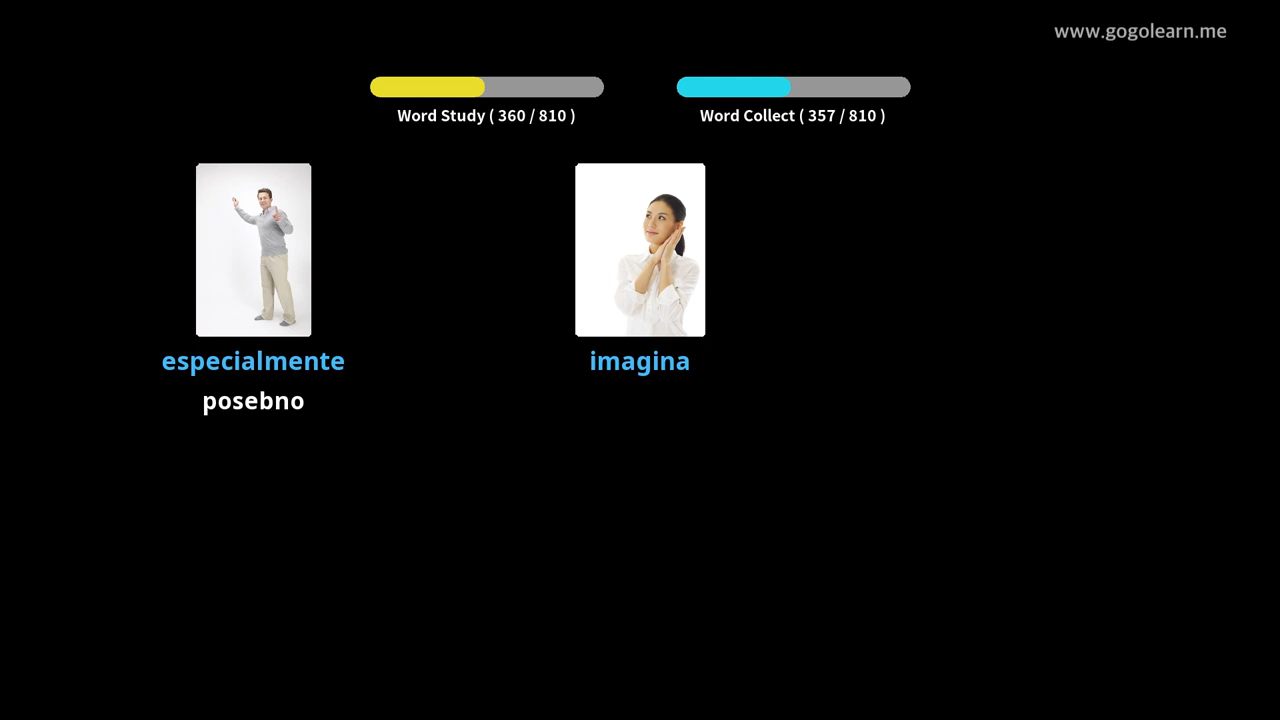 www.gogolearn.me
Word Study ( 360 / 810 )
Word Collect ( 357 / 810 )
especialmente
posebno
imagina